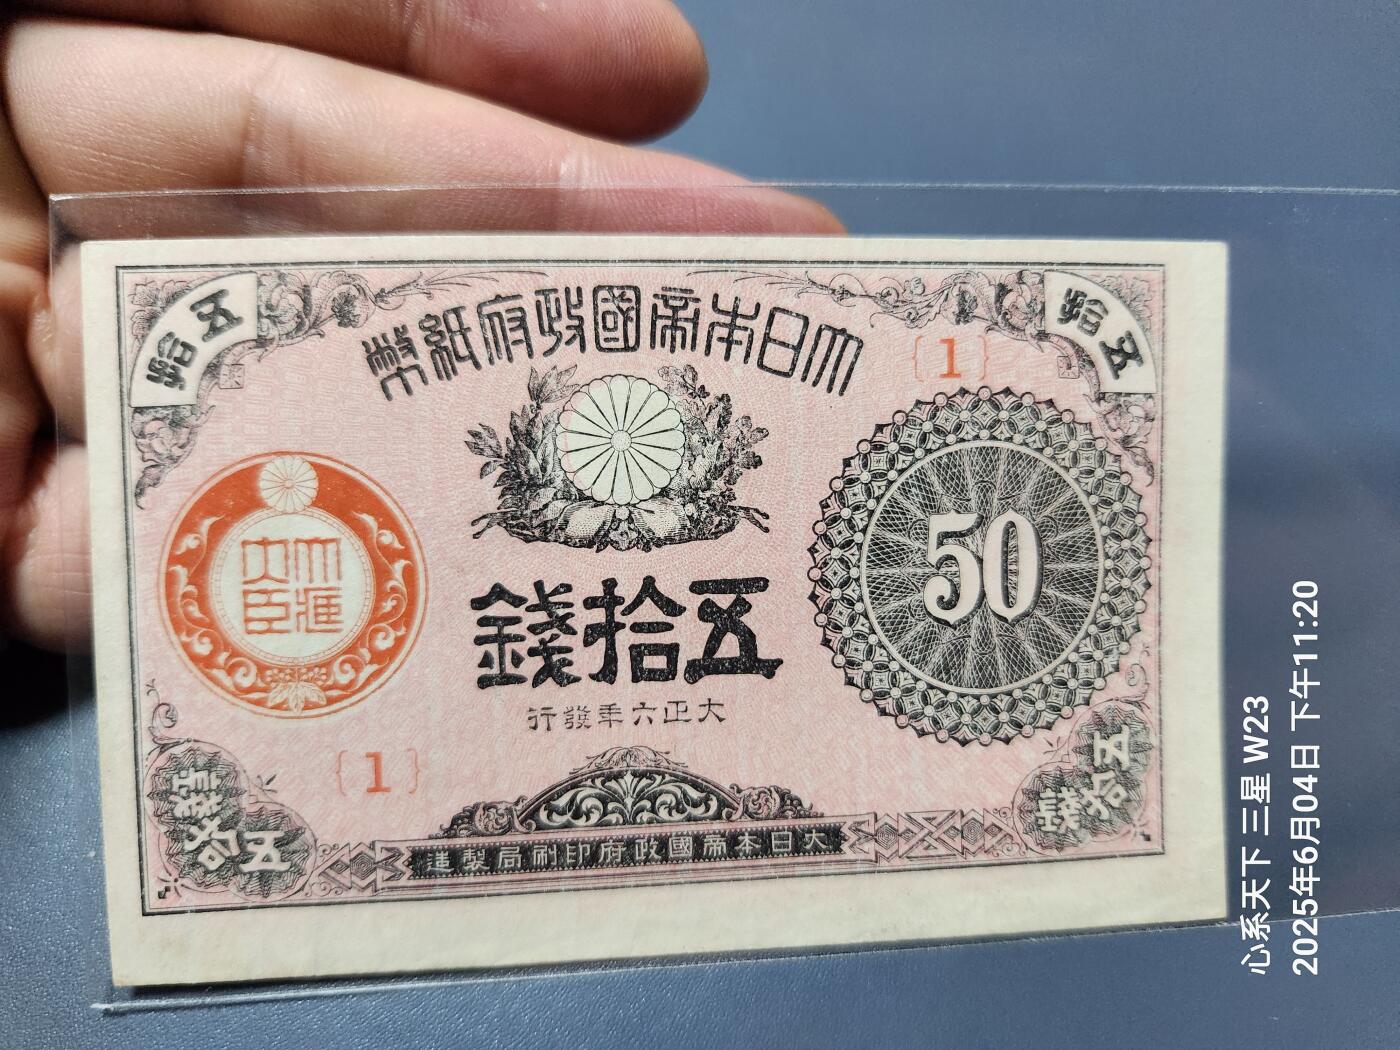 大日本帝國政府紙幣
五拾
五拾
{1}
大藏
大臣
50
五拾錢
大正六年發行
{1}
五拾錢
五拾錢
大日本帝國政府印刷局製造
心系天下 三星 W23
2025年6月04日 下午11:20